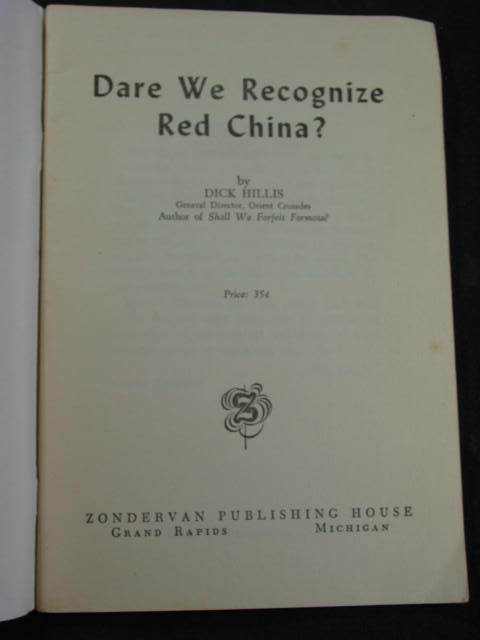 Dare We Recognize
Red China?
by
DICK HILLIS
General Director, Orient Crusades
Author of Shall We Forfeit Formosa?
Price: 35¢
Z
ZONDERVAN PUBLISHING HOUSE
GRAND RAPIDS MICHIGAN